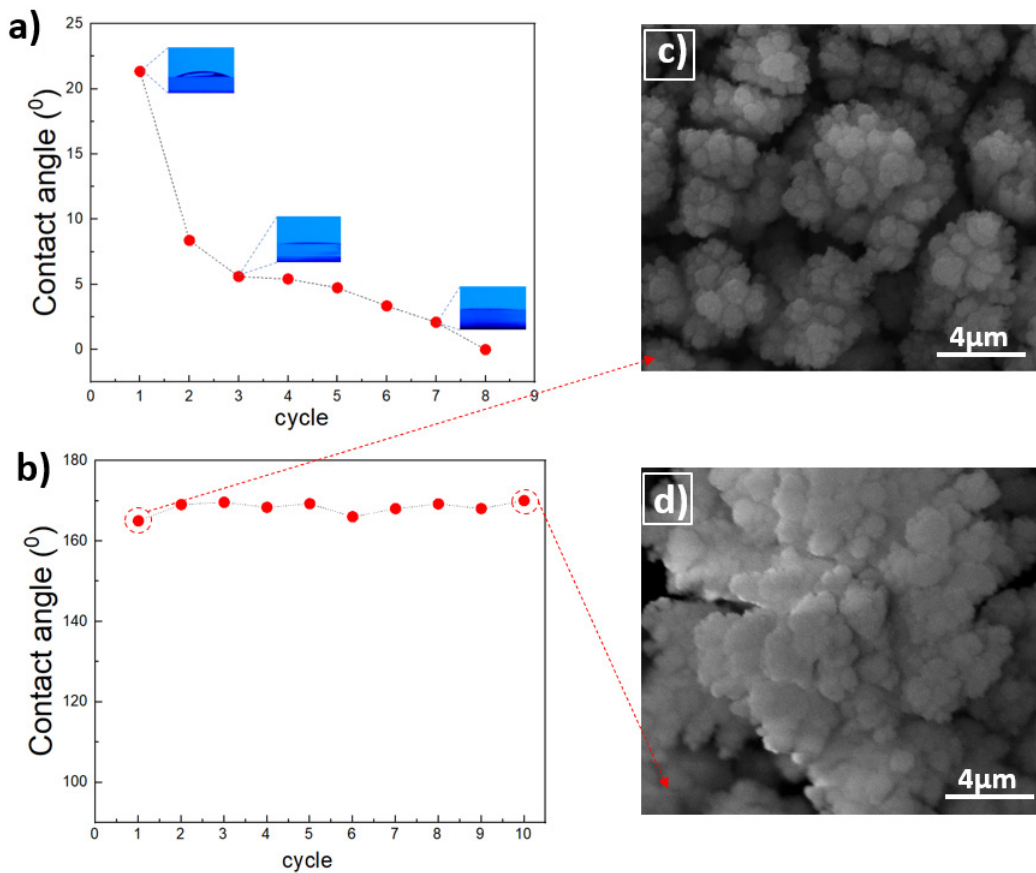 a)
Contact angle (⁰)
25
20
15
10
5
0
0 1 2 3 4 5 6 7 8 9
cycle
b)
Contact angle (⁰)
180
160
140
120
100
0 1 2 3 4 5 6 7 8 9 10
cycle
c)
4µm
d)
4µm